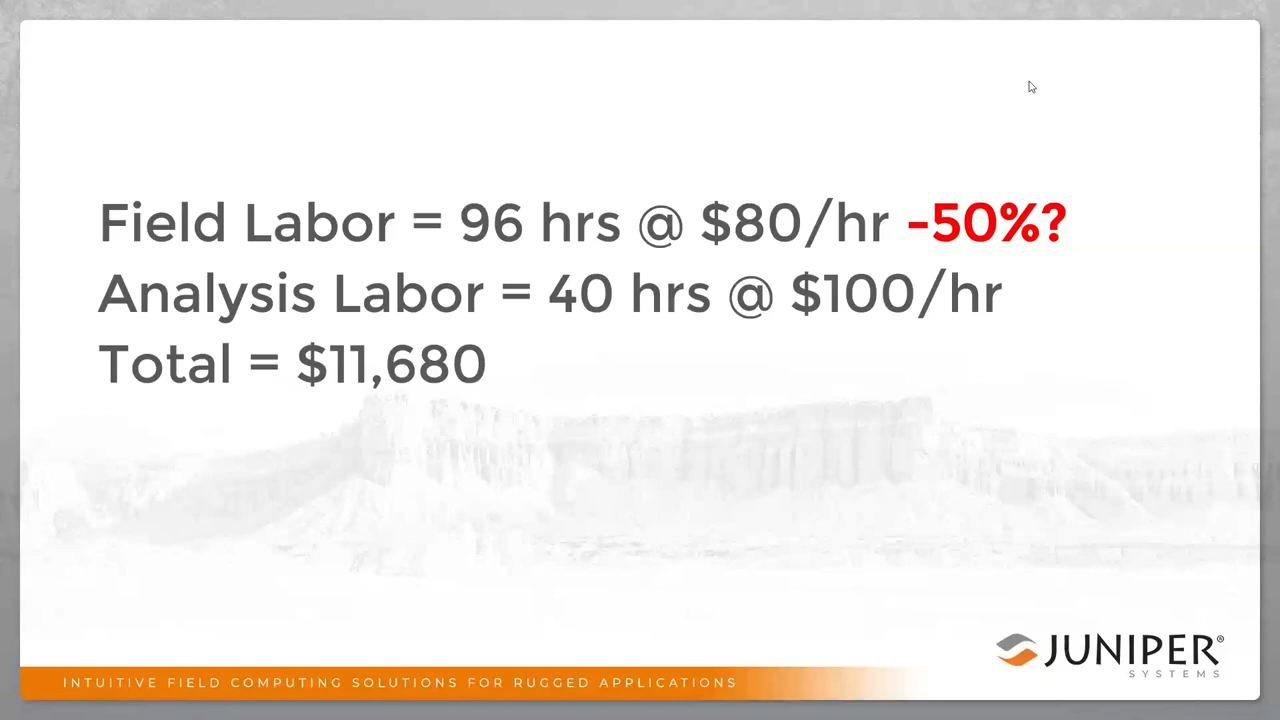 Field Labor = 96 hrs @ $80/hr -50%?
Analysis Labor = 40 hrs @ $100/hr
Total = $11,680
JUNIPER®
SYSTEMS
INTUITIVE FIELD COMPUTING SOLUTIONS FOR RUGGED APPLICATIONS